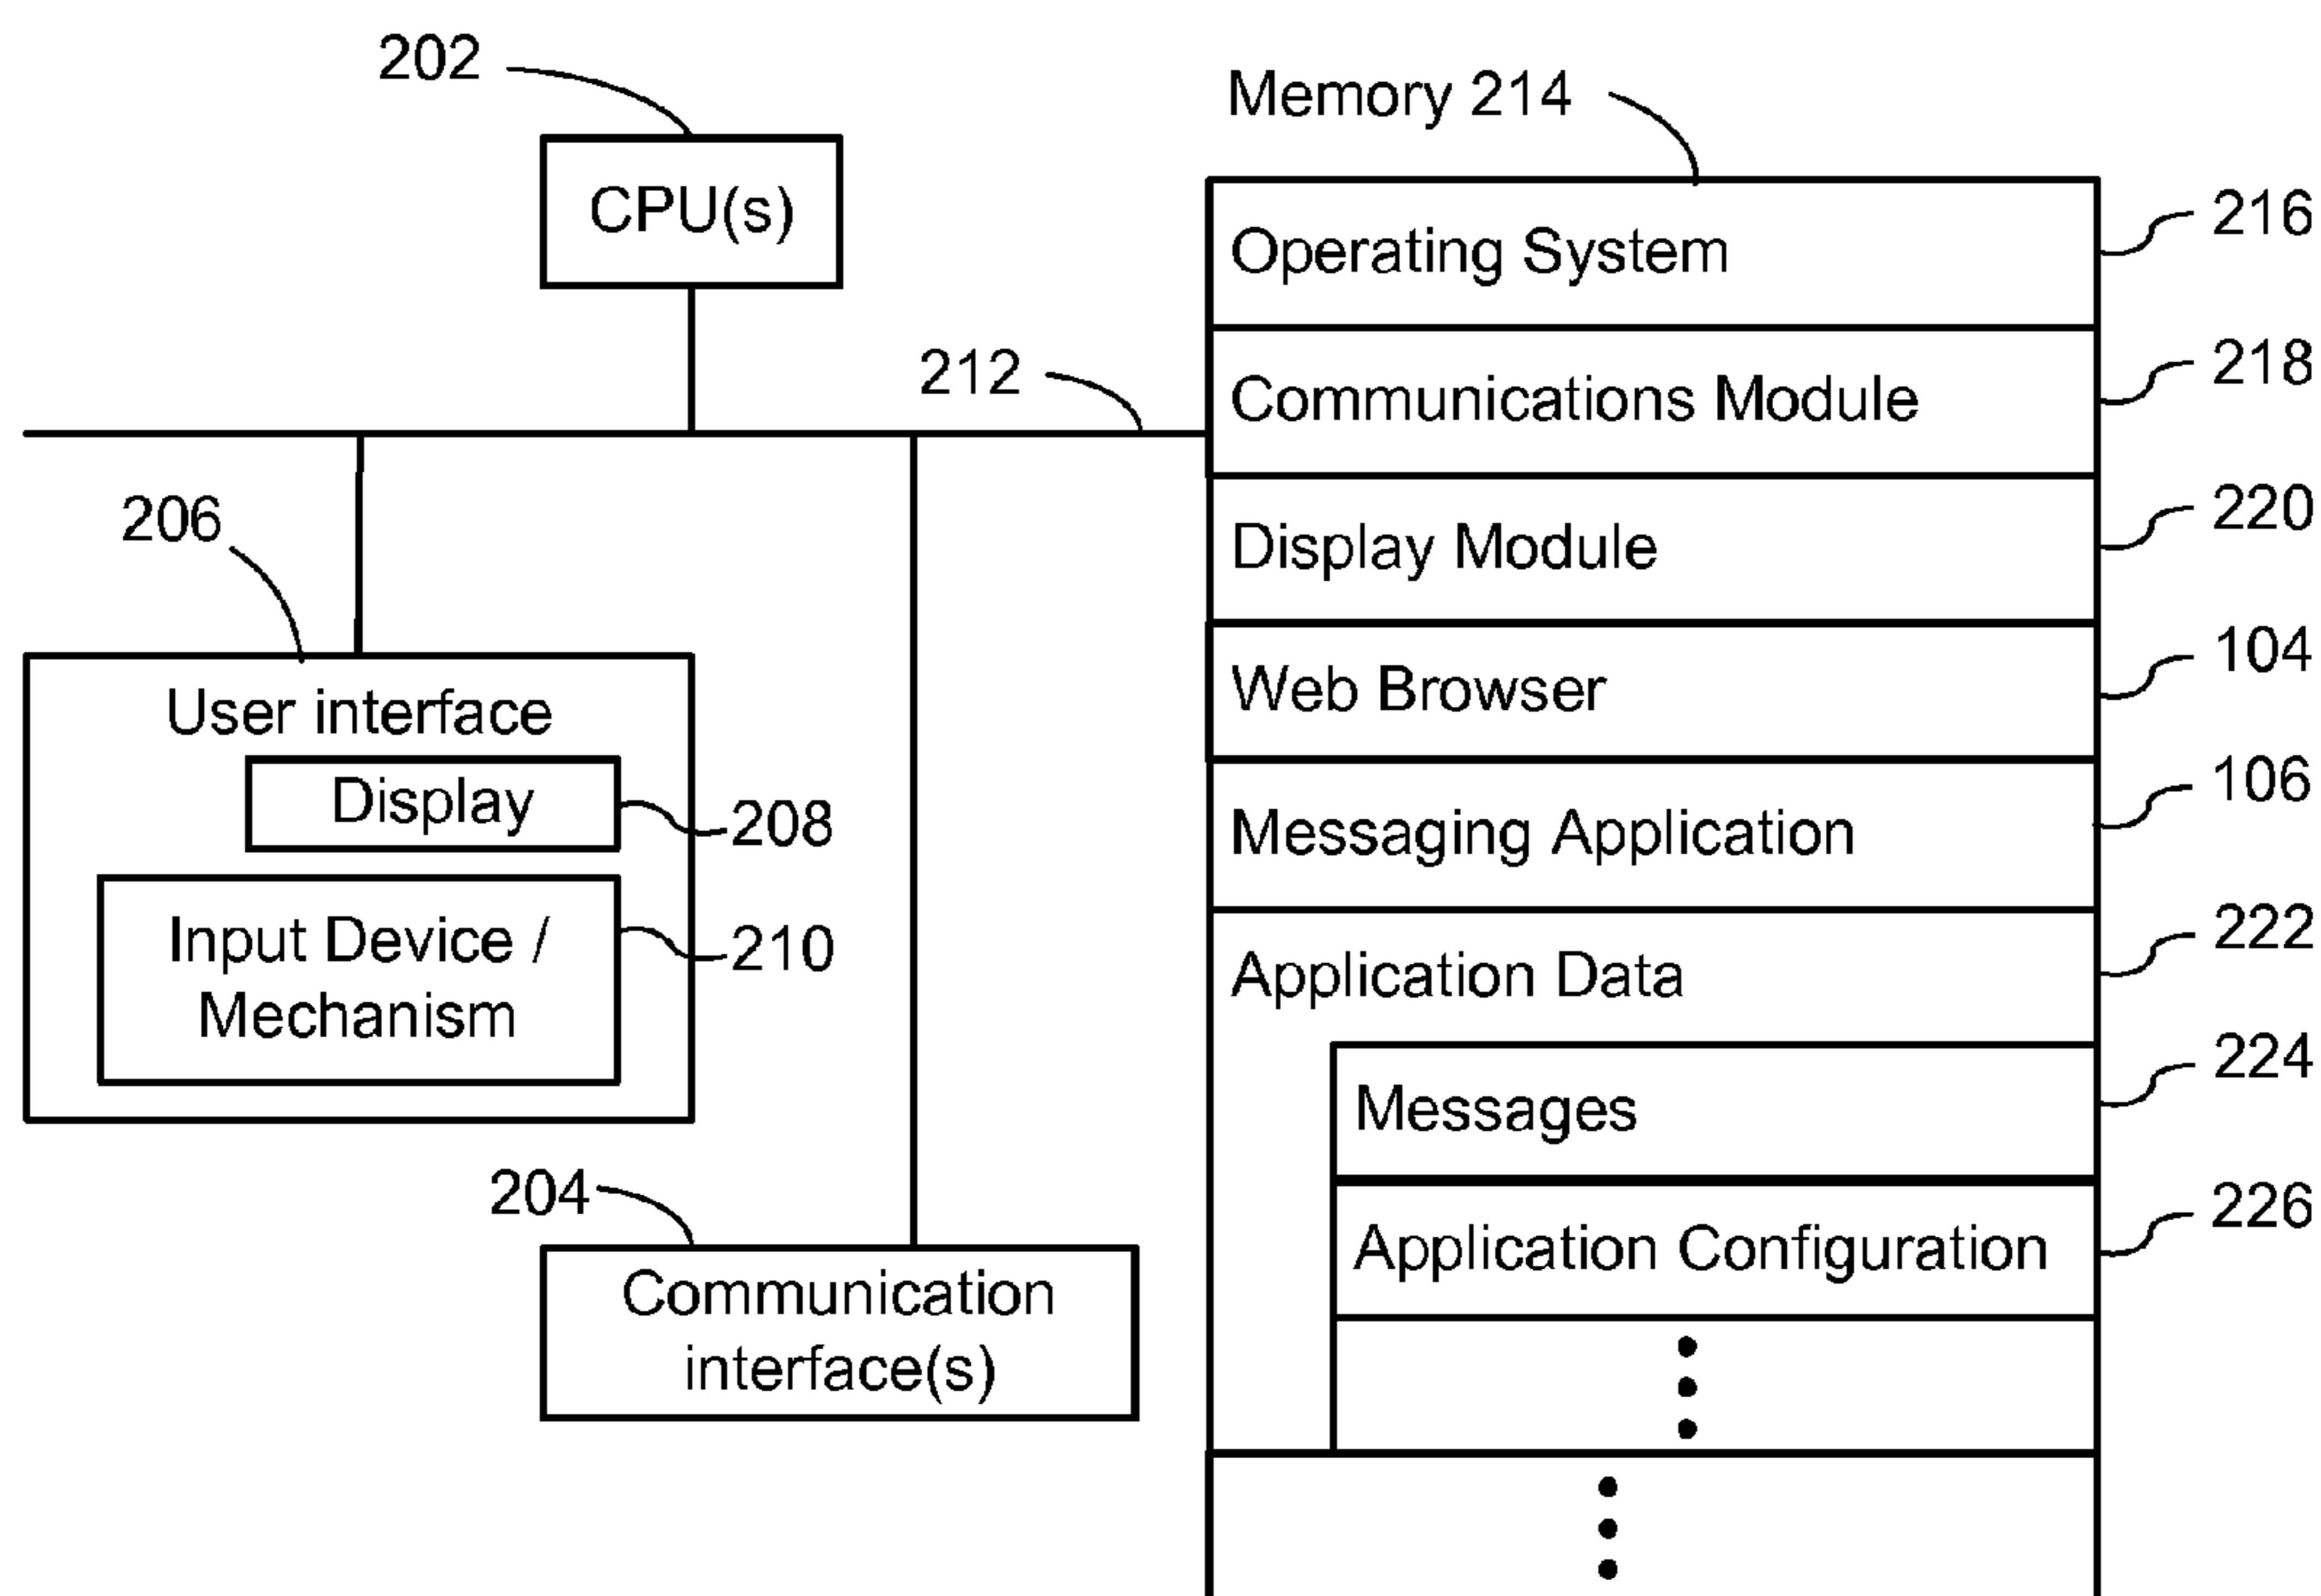 202
CPU(s)
212
206
User interface
Display
208
Input Device /
Mechanism
210
204
Communication
interface(s)
Memory 214
Operating System
216
Communications Module
218
Display Module
220
Web Browser
104
Messaging Application
106
Application Data
222
Messages
224
Application Configuration
226